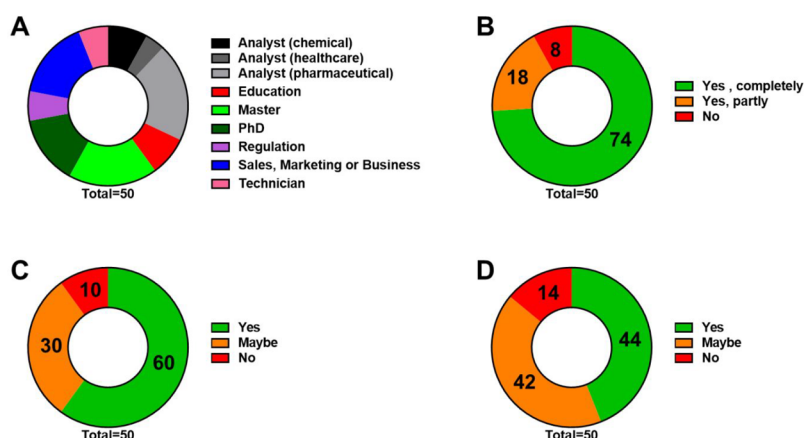 A
Analyst (chemical)
Analyst (healthcare)
Analyst (pharmaceutical)
Education
Master
PhD
Regulation
Sales, Marketing or Business
Technician
Total=50
B
8
18
74
Yes , completely
Yes, partly
No
Total=50
C
10
30
60
Yes
Maybe
No
Total=50
D
14
44
42
Yes
Maybe
No
Total=50